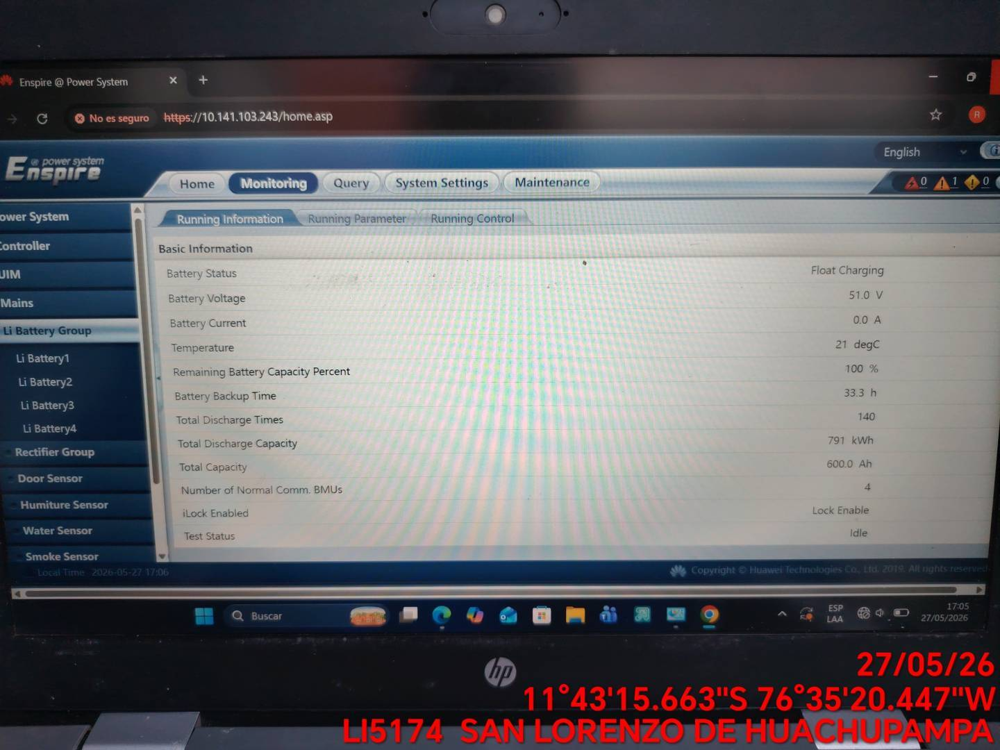 Enspire @ Power System
No es seguro https://10.141.103.243/home.asp
R
@ power system
Enspire
English
Home Monitoring Query System Settings Maintenance
0 1 0
ower System
Controller
UIM
Mains
Li Battery Group
Li Battery1
Li Battery2
Li Battery3
Li Battery4
Rectifier Group
Door Sensor
Humiture Sensor
Water Sensor
Smoke Sensor
Running Information Running Parameter Running Control
Basic Information
Battery Status Float Charging
Battery Voltage 51.0 V
Battery Current 0.0 A
Temperature 21 degC
Remaining Battery Capacity Percent 100 %
Battery Backup Time 33.3 h
Total Discharge Times 140
Total Discharge Capacity 791 kWh
Total Capacity 600.0 Ah
Number of Normal Comm. BMUs 4
iLock Enabled Lock Enable
Test Status Idle
Local Time 2026-05-27 17:06
Copyright © Huawei Technologies Co., Ltd. 2019. All rights reserved.
Buscar
ESP
LAA
17:05
27/05/2026
hp
27/05/26
11°43'15.663"S 76°35'20.447"W
LI5174 SAN LORENZO DE HUACHUPAMPA